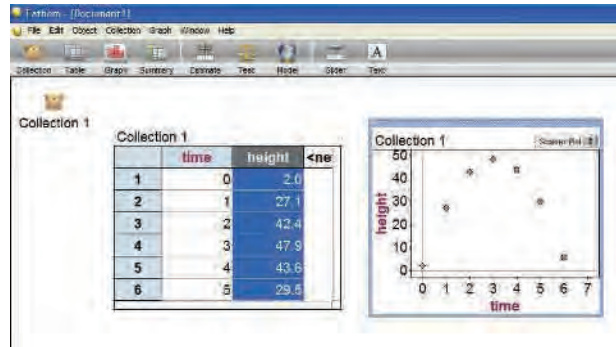 Fathom - [Document1]
File Edit Object Collection Graph Window Help
Collection Table Graph Summary Estimate Test Model Slider Text
Collection 1
Collection 1
time height <ne
1 0 2.0
2 1 27.1
3 2 42.4
4 3 47.9
5 4 43.6
6 5 29.5
Collection 1
Scatter Plot
50
40
30
20
10
0
height
0 1 2 3 4 5 6 7
time